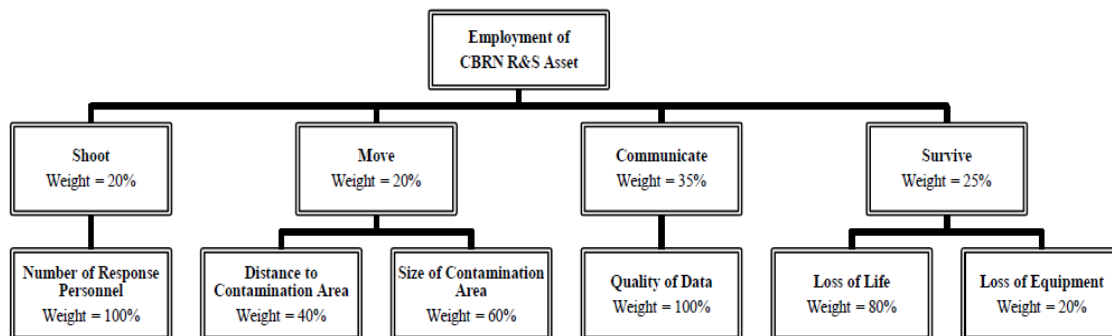 Employment of
CBRN R&S Asset
Shoot
Weight = 20%
Move
Weight = 20%
Communicate
Weight = 35%
Survive
Weight = 25%
Number of Response
Personnel
Weight = 100%
Distance to
Contamination Area
Weight = 40%
Size of Contamination
Area
Weight = 60%
Quality of Data
Weight = 100%
Loss of Life
Weight = 80%
Loss of Equipment
Weight = 20%